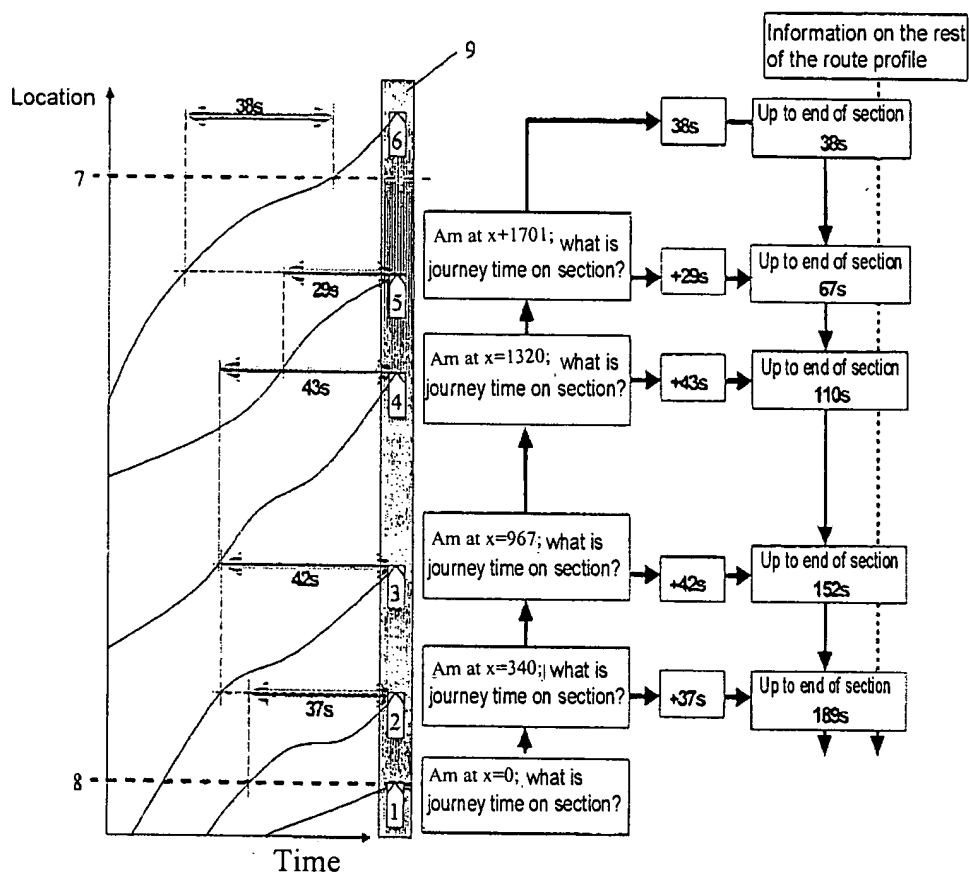 Information on the rest
of the route profile
9
Location
38s
6
38s
Up to end of section
38s
7
Am at x+1701; what is
journey time on section?
+29s
Up to end of section
67s
29s
5
Am at x=1320; what is
journey time on section?
+43s
Up to end of section
110s
43s
4
Am at x=967; what is
journey time on section?
+42s
Up to end of section
152s
42s
3
Am at x=340; what is
journey time on section?
+37s
Up to end of section
189s
37s
2
8
Am at x=0; what is
journey time on section?
1
Time